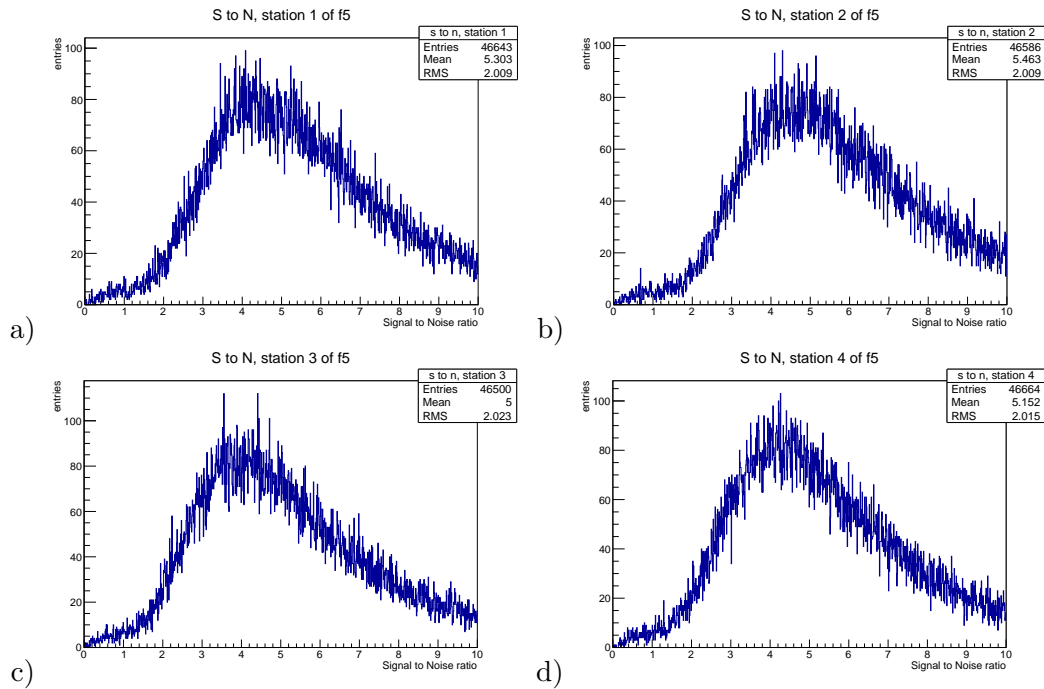 S to N, station 1 of f5
s to n, station 1
Entries 46643
Mean 5.303
RMS 2.009
entries
100
80
60
40
20
0
0 1 2 3 4 5 6 7 8 9 10
Signal to Noise ratio
a)
S to N, station 2 of f5
s to n, station 2
Entries 46586
Mean 5.463
RMS 2.009
entries
100
80
60
40
20
0
0 1 2 3 4 5 6 7 8 9 10
Signal to Noise ratio
b)
S to N, station 3 of f5
s to n, station 3
Entries 46500
Mean 5
RMS 2.023
entries
100
80
60
40
20
0
0 1 2 3 4 5 6 7 8 9 10
Signal to Noise ratio
c)
S to N, station 4 of f5
s to n, station 4
Entries 46664
Mean 5.152
RMS 2.015
entries
100
80
60
40
20
0
0 1 2 3 4 5 6 7 8 9 10
Signal to Noise ratio
d)